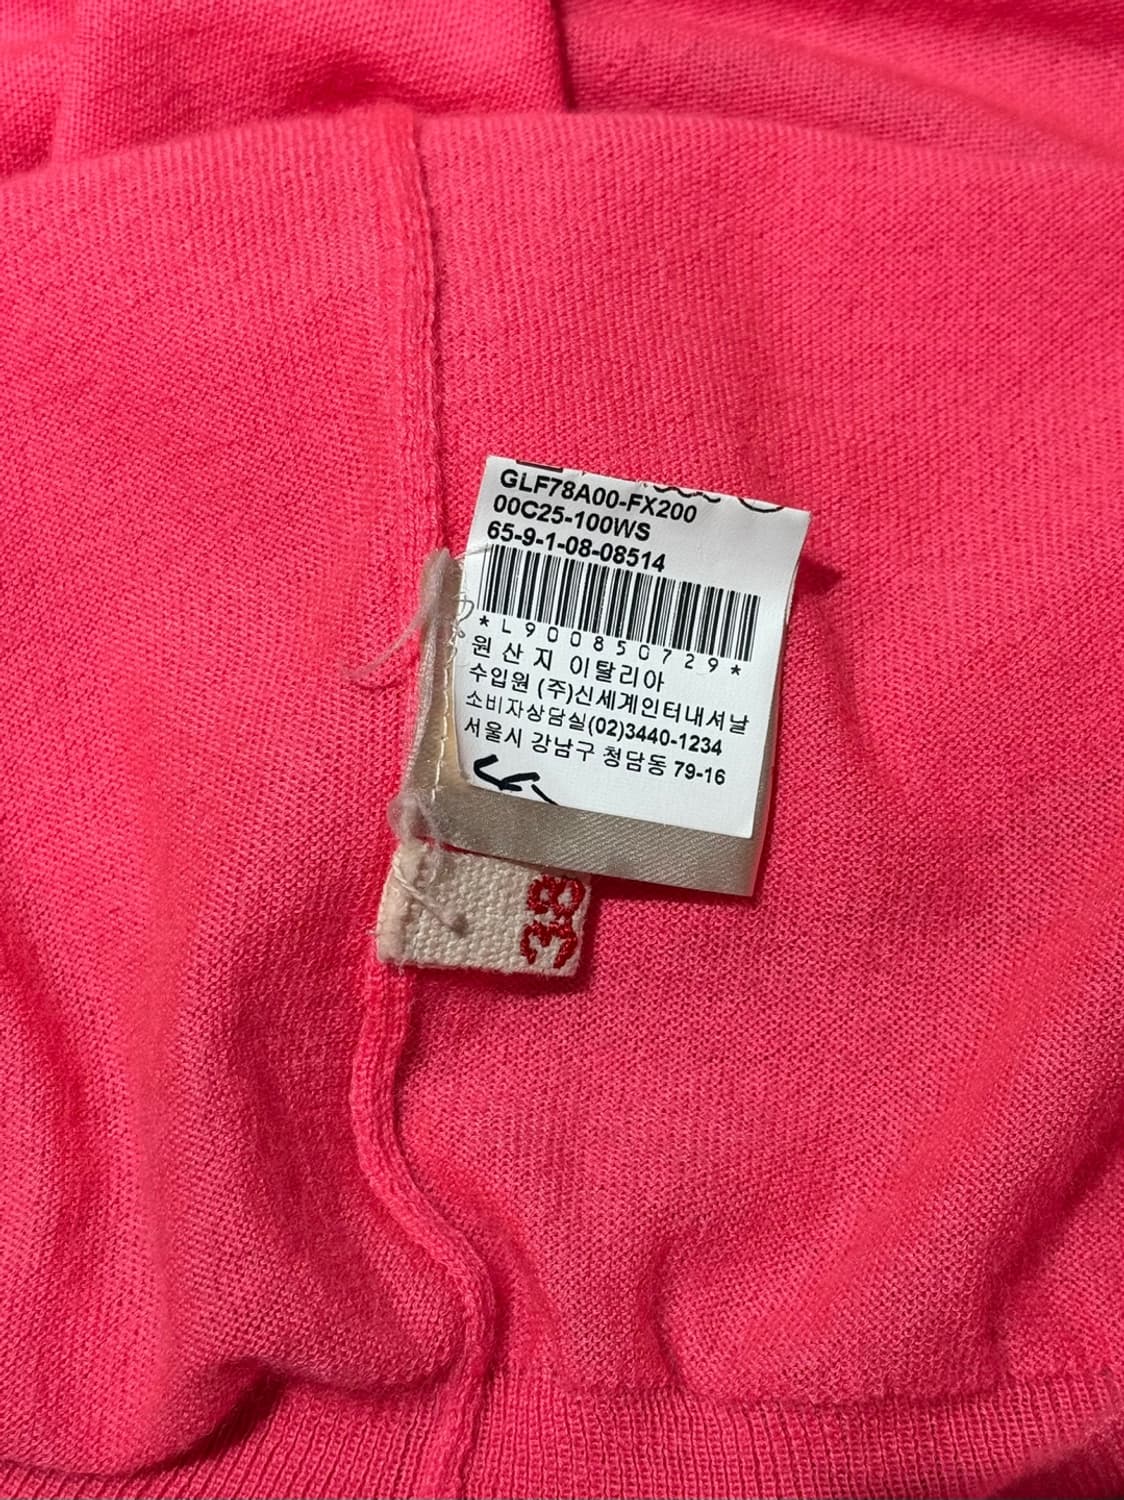 GLF78A00-FX200
00C25-100WS
65-9-1-08-08514
*L900850729*
원 산 지 이탈리아
수입원 (주)신세계인터내셔날
소비자상담실(02)3440-1234
서울시 강남구 청담동 79-16
38